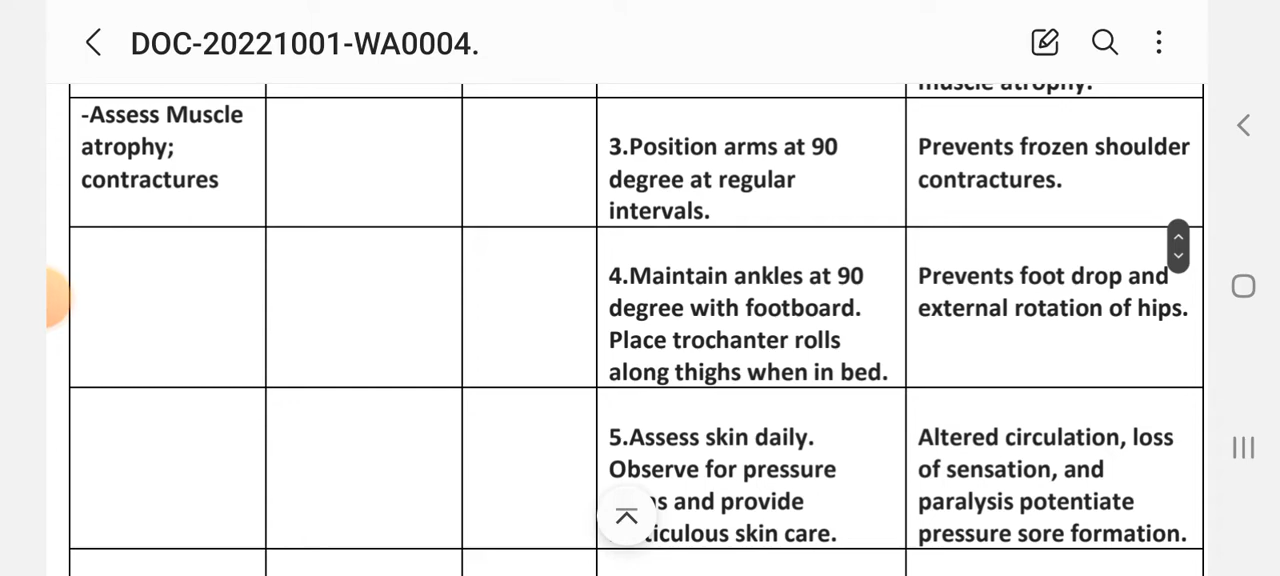 DOC-20221001-WA0004.
-Assess Muscle
atrophy;
contractures
3.Position arms at 90
degree at regular
intervals.
Prevents frozen shoulder
contractures.
4.Maintain ankles at 90
degree with footboard.
Place trochanter rolls
along thighs when in bed.
Prevents foot drop and
external rotation of hips.
5.Assess skin daily.
Observe for pressure
and provide
skin care.
Altered circulation, loss
of sensation, and
paralysis potentiate
pressure sore formation.